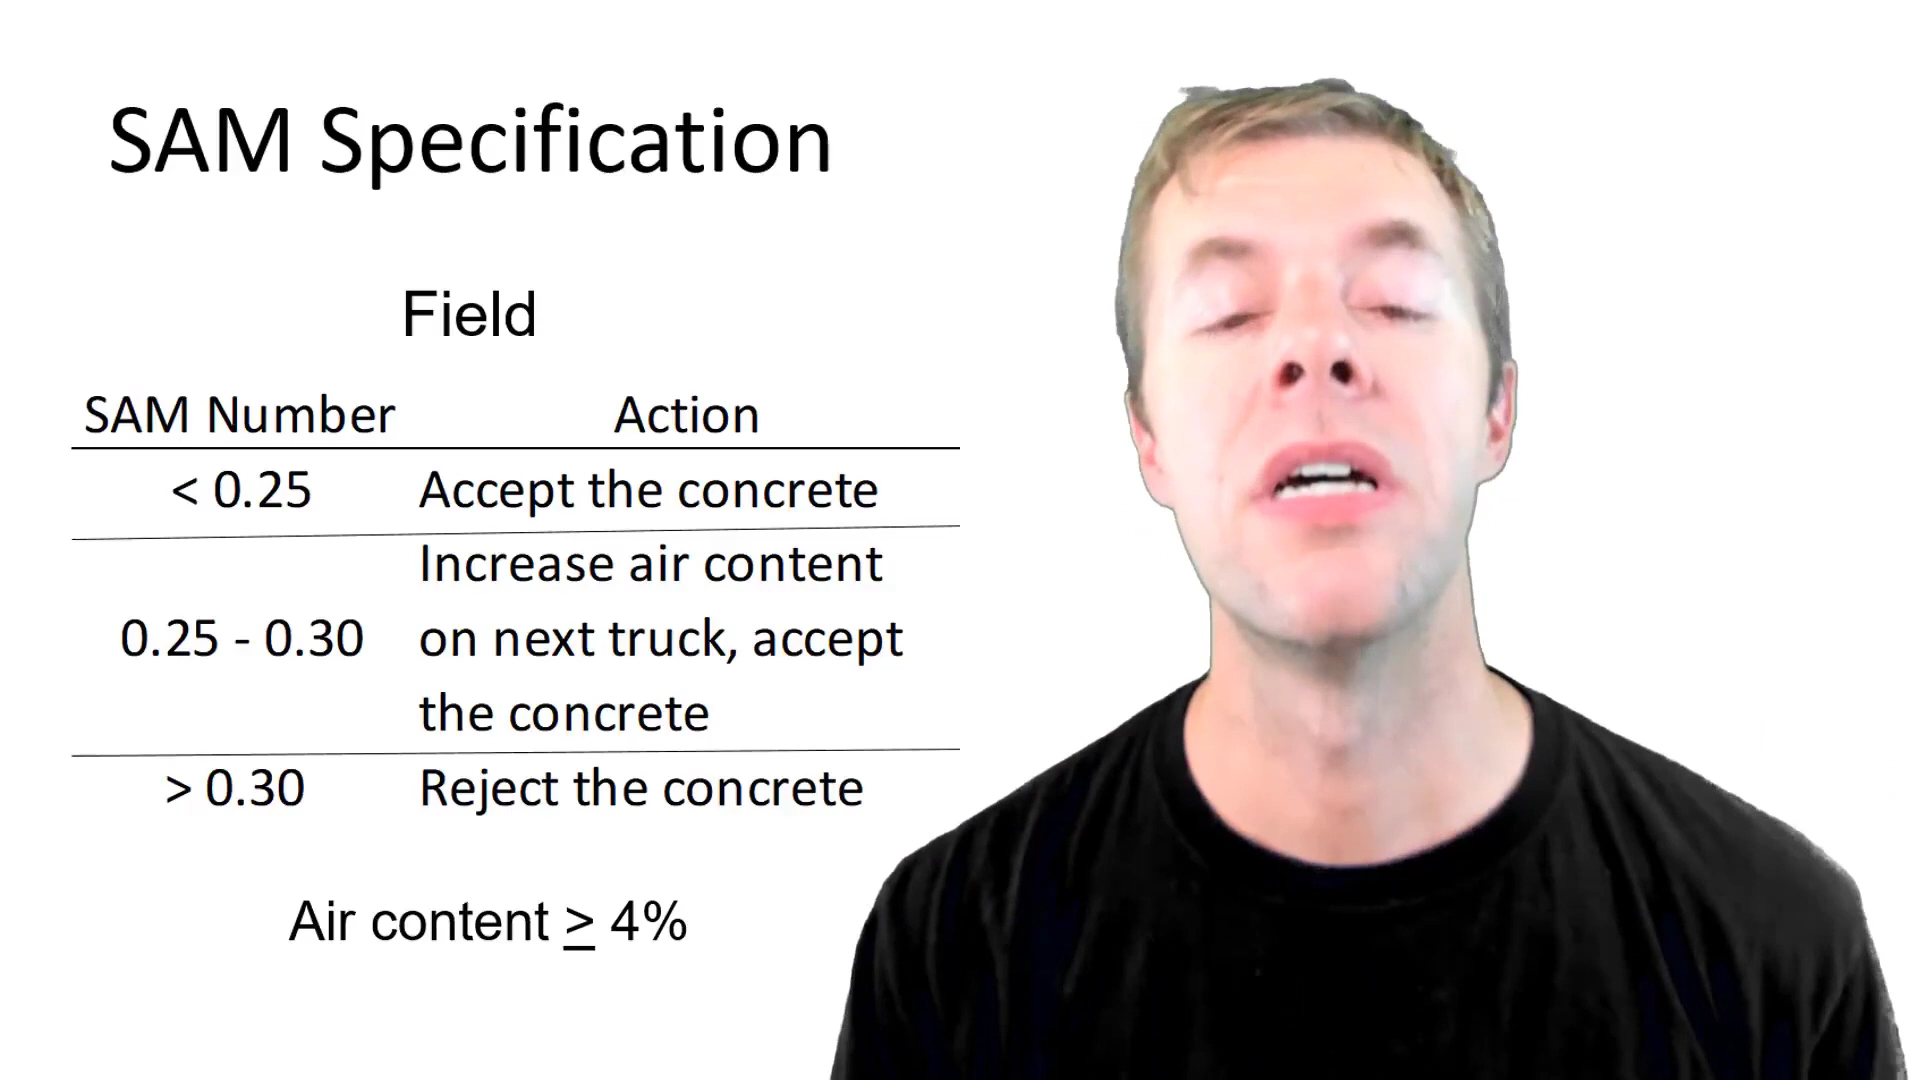 SAM Specification
Field
SAM Number Action
< 0.25 Accept the concrete
Increase air content
0.25 - 0.30 on next truck, accept
the concrete
> 0.30 Reject the concrete
Air content ≥ 4%